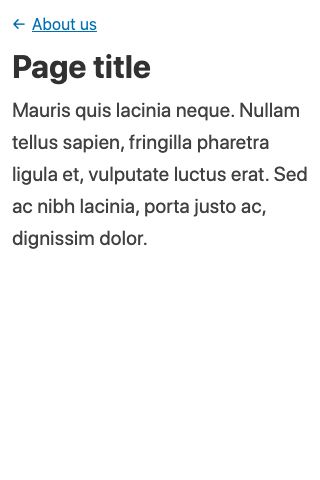 ← About us
Page title
Mauris quis lacinia neque. Nullam
tellus sapien, fringilla pharetra
ligula et, vulputate luctus erat. Sed
ac nibh lacinia, porta justo ac,
dignissim dolor.